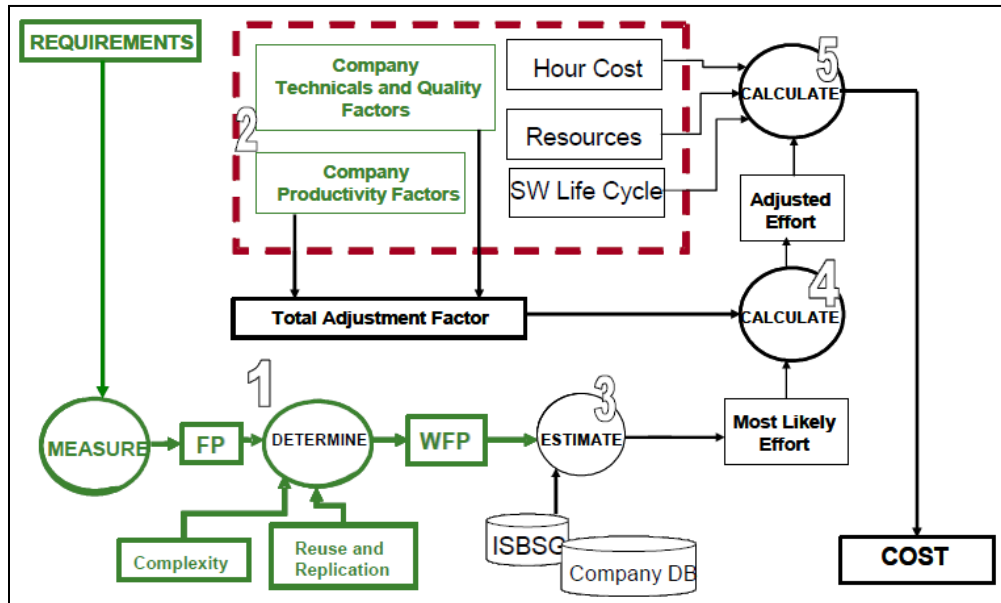 REQUIREMENTS
Company
Technicals and Quality
Factors
2
Company
Productivity Factors
Hour Cost
Resources
SW Life Cycle
5
CALCULATE
Adjusted
Effort
4
CALCULATE
Total Adjustment Factor
1
MEASURE
FP
DETERMINE
WFP
3
ESTIMATE
Most Likely
Effort
Complexity
Reuse and
Replication
ISBSG
Company DB
COST